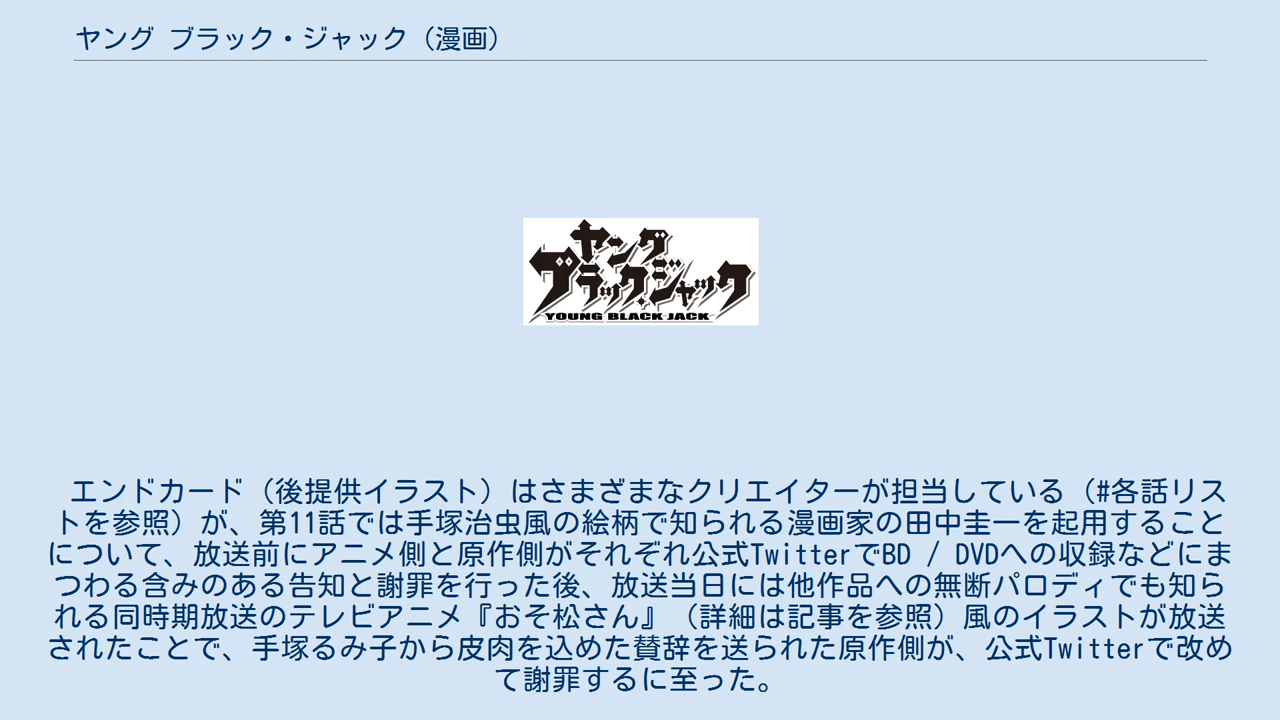 ヤング ブラック・ジャック（漫画）
ヤング
ブラック・ジャック
YOUNG BLACK JACK
エンドカード（後提供イラスト）はさまざまなクリエイターが担当している（#各話リス
トを参照）が、第11話では手塚治虫風の絵柄で知られる漫画家の田中圭一を起用すること
について、放送前にアニメ側と原作側がそれぞれ公式TwitterでBD / DVDへの収録などにま
つわる含みのある告知と謝罪を行った後、放送当日には他作品への無断パロディでも知ら
れる同時期放送のテレビアニメ『おそ松さん』（詳細は記事を参照）風のイラストが放送
されたことで、手塚るみ子から皮肉を込めた賛辞を送られた原作側が、公式Twitterで改め
て謝罪するに至った。